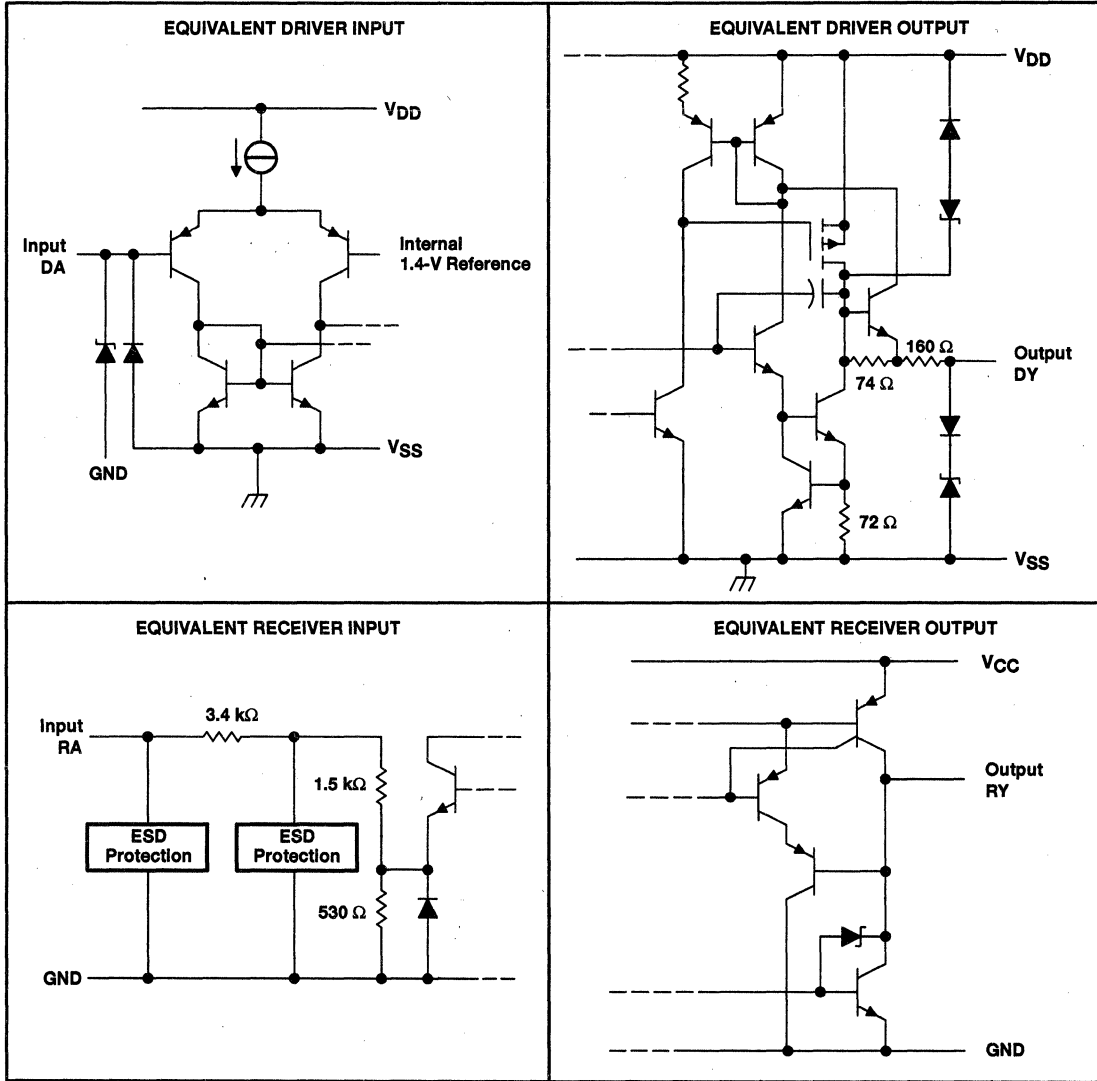 EQUIVALENT DRIVER INPUT
VDD
Input
DA
Internal
1.4-V Reference
GND
VSS
EQUIVALENT DRIVER OUTPUT
VDD
160 Ω
Output
DY
74 Ω
72 Ω
VSS
EQUIVALENT RECEIVER INPUT
3.4 kΩ
Input
RA
1.5 kΩ
ESD
Protection
ESD
Protection
530 Ω
GND
EQUIVALENT RECEIVER OUTPUT
VCC
Output
RY
GND